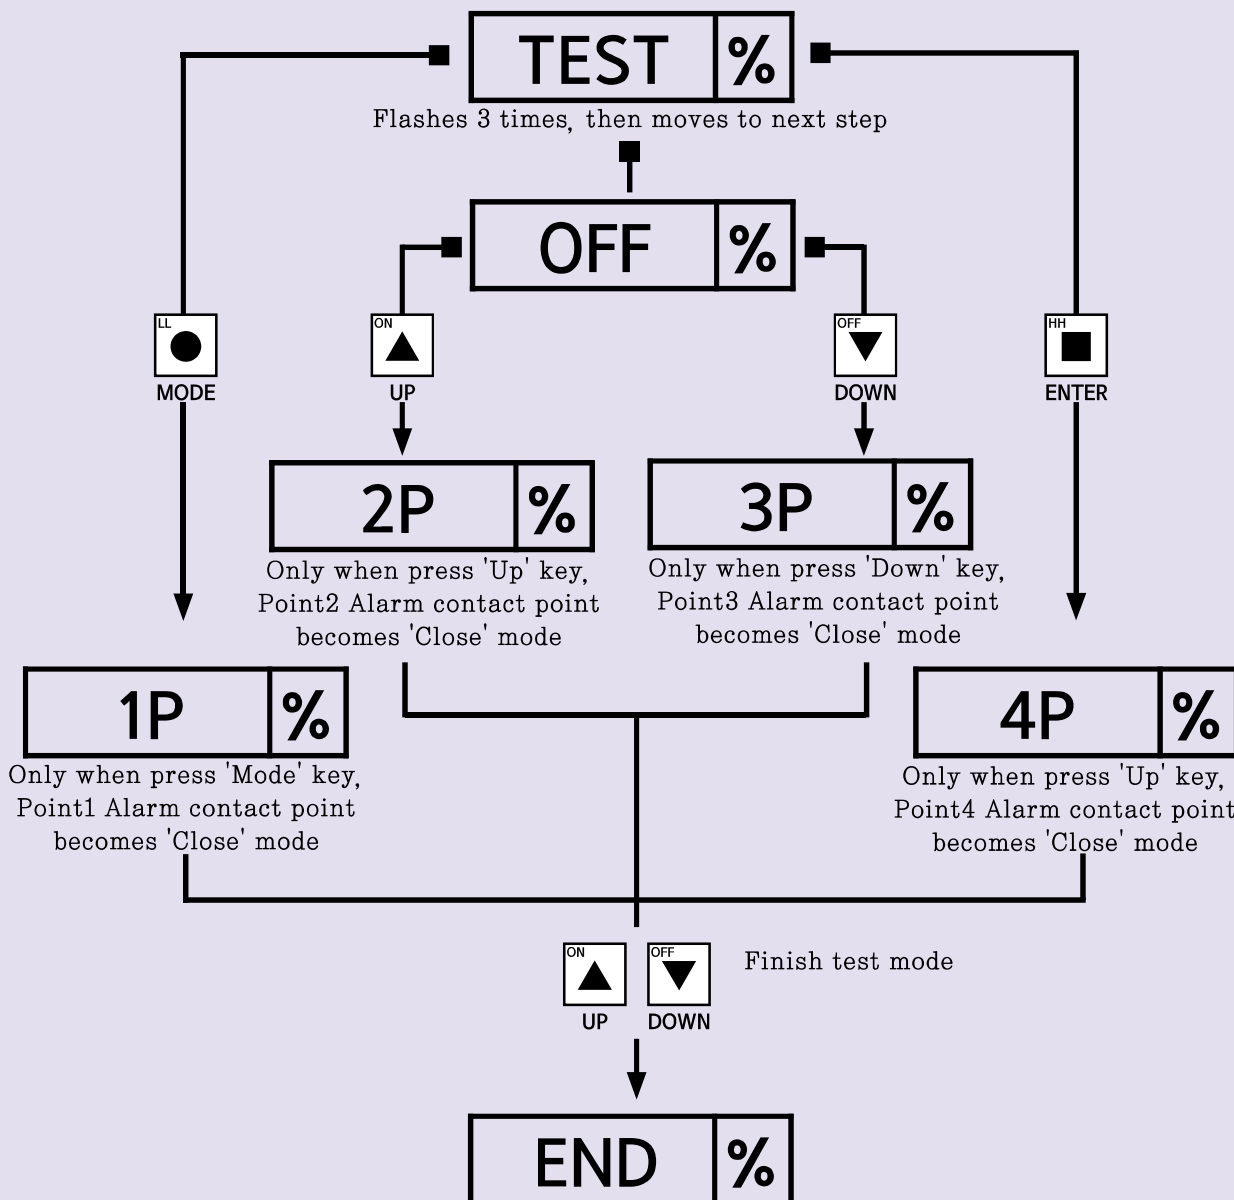 TEST %
Flashes 3 times, then moves to next step
OFF %
LL
MODE
ON
UP
OFF
DOWN
HH
ENTER
2P %
Only when press 'Up' key,
Point2 Alarm contact point
becomes 'Close' mode
3P %
Only when press 'Down' key,
Point3 Alarm contact point
becomes 'Close' mode
1P %
Only when press 'Mode' key,
Point1 Alarm contact point
becomes 'Close' mode
4P %
Only when press 'Up' key,
Point4 Alarm contact point
becomes 'Close' mode
ON
UP
OFF
DOWN
Finish test mode
END %